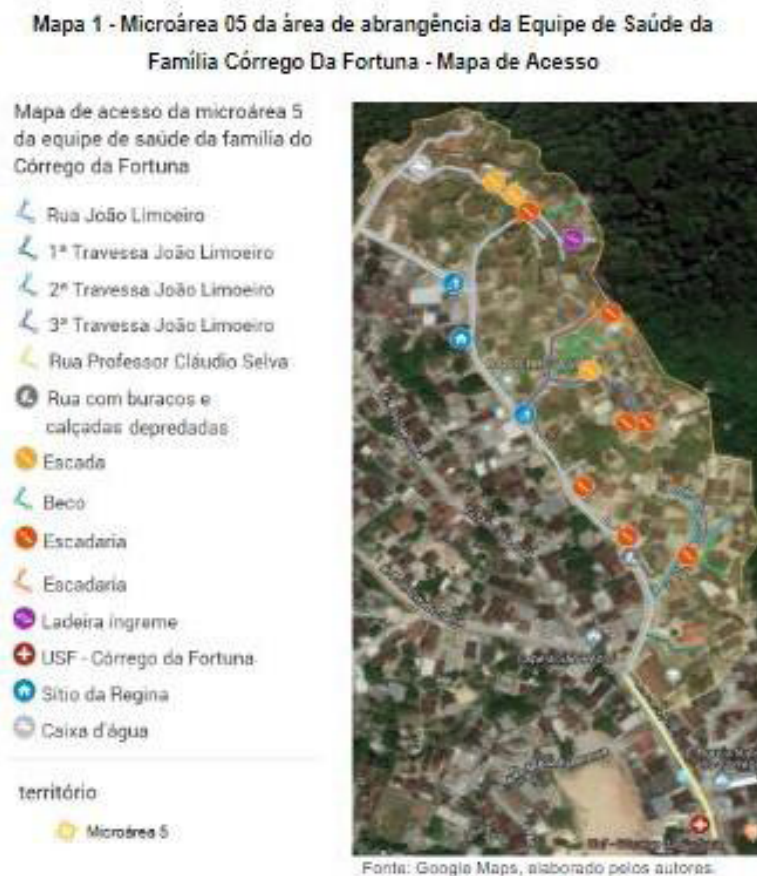 Mapa 1 - Microárea 05 da área de abrangência da Equipe de Saúde da
Família Córrego Da Fortuna - Mapa de Acesso
Mapa de acesso da microárea 5
da equipe de saúde da família do
Córrego da Fortuna
Rua João Limoeiro
1ª Travessa João Limoeiro
2ª Travessa João Limoeiro
3ª Travessa João Limoeiro
Rua Professor Cláudio Selva
Rua com buracos e
calçadas depredadas
Escada
Beco
Escadaria
Escadaria
Ladeira íngreme
USF - Córrego da Fortuna
Sítio da Regina
Caixa d'água
território
Microárea 5
Fonte: Google Maps, elaborado pelos autores.